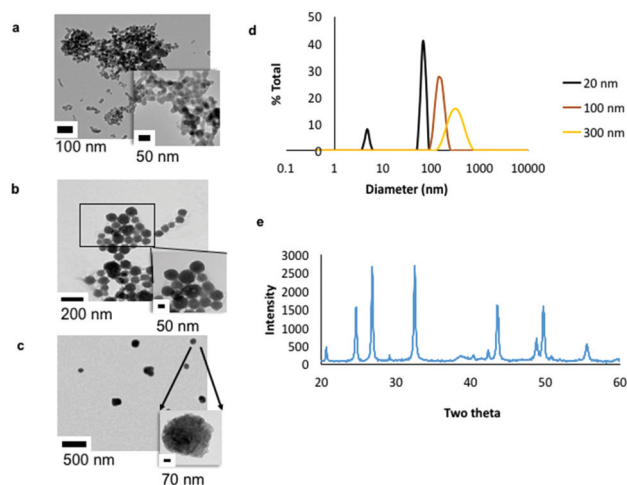 a
100 nm
50 nm
b
200 nm
50 nm
c
500 nm
70 nm
d
% Total
50
40
30
20
10
0
0.1 1 10 100 1000 10000
Diameter (nm)
20 nm
100 nm
300 nm
e
Intensity
3000
2500
2000
1500
1000
500
0
20 30 40 50 60
Two theta